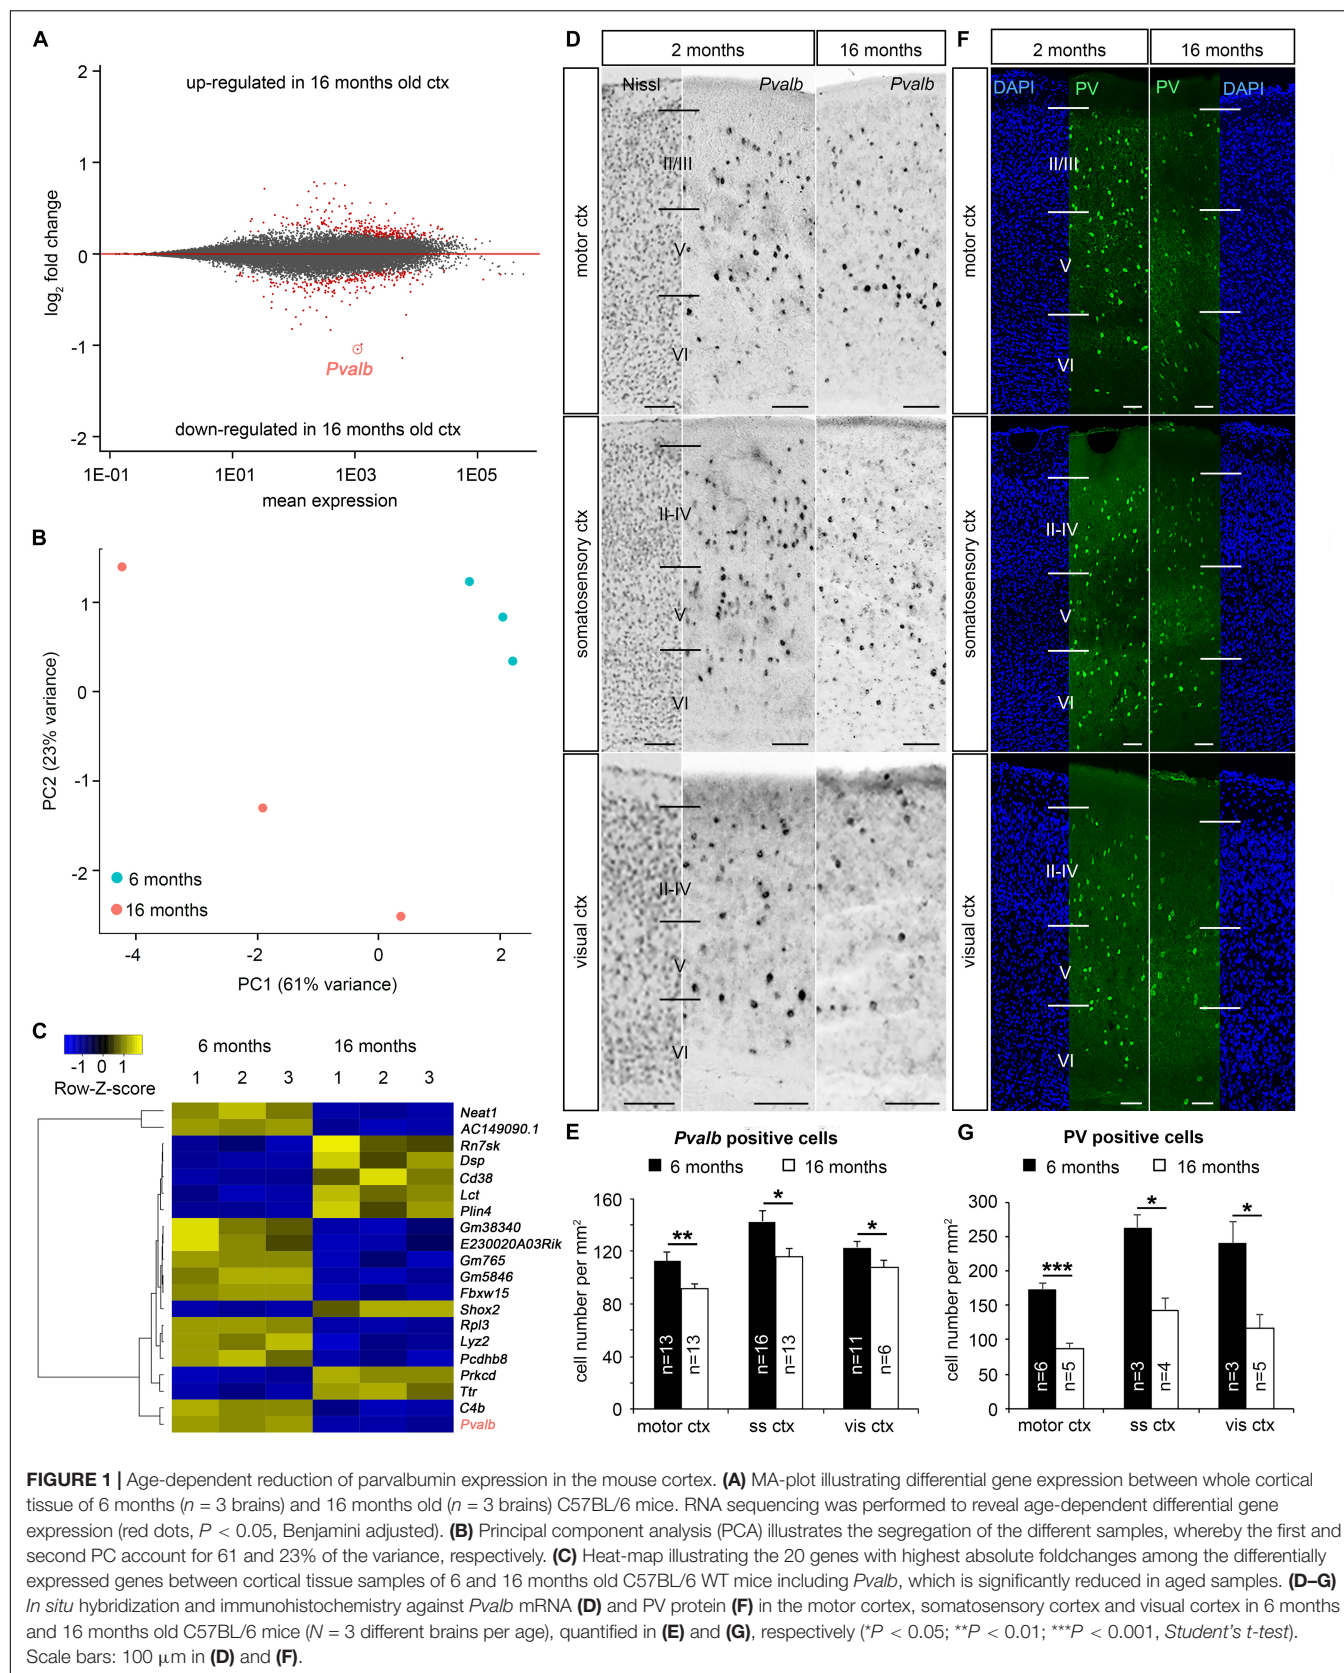 A
2
1
0
-1
-2
log2 fold change
up-regulated in 16 months old ctx
Pvalb
down-regulated in 16 months old ctx
1E-01
1E01
1E03
1E05
mean expression
B
1
0
-1
-2
PC2 (23% variance)
6 months
16 months
-4
-2
0
2
PC1 (61% variance)
C
-1 0 1
Row-Z-score
6 months
16 months
1 2 3 1 2 3
Neat1
AC149090.1
Rn7sk
Dsp
Cd38
Lct
Plin4
Gm38340
E230020A03Rik
Gm765
Gm5846
Fbxw15
Shox2
Rpl3
Lyz2
Pcdhb8
Prkcd
Ttr
C4b
Pvalb
D
2 months
16 months
motor ctx
Nissl
Pvalb
Pvalb
II/III
V
VI
somatosensory ctx
II-IV
V
VI
visual ctx
II-IV
V
VI
F
2 months
16 months
motor ctx
DAPI
PV
PV
DAPI
II/III
V
VI
somatosensory ctx
II-IV
V
VI
visual ctx
II-IV
V
VI
E
Pvalb positive cells
6 months
16 months
160
120
80
40
0
cell number per mm2
**
*
*
n=13
n=13
n=16
n=13
n=11
n=6
motor ctx
ss ctx
vis ctx
G
PV positive cells
6 months
16 months
300
250
200
150
100
50
0
cell number per mm2
***
*
*
n=6
n=5
n=3
n=4
n=3
n=5
motor ctx
ss ctx
vis ctx
FIGURE 1 | Age-dependent reduction of parvalbumin expression in the mouse cortex. (A) MA-plot illustrating differential gene expression between whole cortical
tissue of 6 months (n = 3 brains) and 16 months old (n = 3 brains) C57BL/6 mice. RNA sequencing was performed to reveal age-dependent differential gene
expression (red dots, P < 0.05, Benjamini adjusted). (B) Principal component analysis (PCA) illustrates the segregation of the different samples, whereby the first and
second PC account for 61 and 23% of the variance, respectively. (C) Heat-map illustrating the 20 genes with highest absolute foldchanges among the differentially
expressed genes between cortical tissue samples of 6 and 16 months old C57BL/6 WT mice including Pvalb, which is significantly reduced in aged samples. (D–G)
In situ hybridization and immunohistochemistry against Pvalb mRNA (D) and PV protein (F) in the motor cortex, somatosensory cortex and visual cortex in 6 months
and 16 months old C57BL/6 mice (N = 3 different brains per age), quantified in (E) and (G), respectively (*P < 0.05; **P < 0.01; ***P < 0.001, Student's t-test).
Scale bars: 100 μm in (D) and (F).